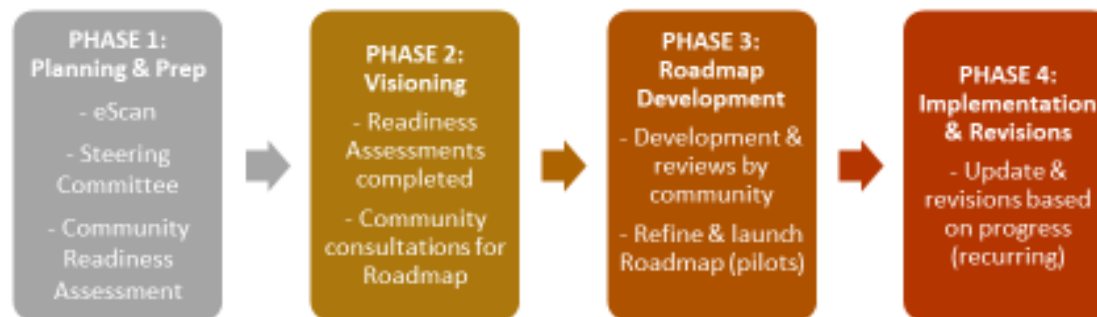 PHASE 1:
Planning & Prep
- eScan
- Steering
Committee
- Community
Readiness
Assessment
PHASE 2:
Visioning
- Readiness
Assessments
completed
- Community
consultations for
Roadmap
PHASE 3:
Roadmap
Development
- Development &
reviews by
community
- Refine & launch
Roadmap (pilots)
PHASE 4:
Implementation
& Revisions
- Update &
revisions based
on progress
(recurring)